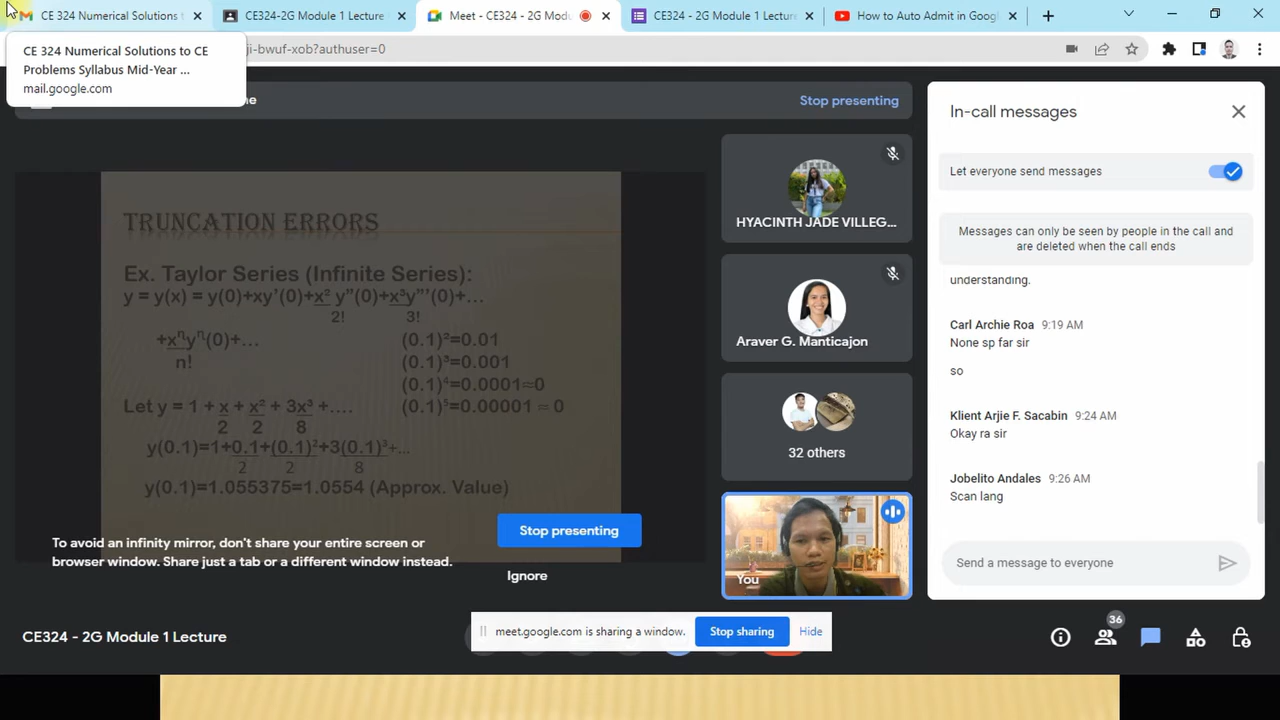 CE 324 Numerical Solutions t
CE324-2G Module 1 Lecture
Meet - CE324 - 2G Modu
CE324 - 2G Module 1 Lecture
How to Auto Admit in Googl
CE 324 Numerical Solutions to CE
Problems Syllabus Mid-Year ...
mail.google.com
ji-bwuf-xob?authuser=0
ne
Stop presenting
TRUNCATION ERRORS
Ex. Taylor Series (Infinite Series):
y = y(x) = y(0)+xy'(0)+x² y''(0)+x³y'''(0)+...
2! 3!
+xⁿyⁿ(0)+... (0.1)²=0.01
n! (0.1)³=0.001
(0.1)⁴=0.0001≈0
Let y = 1 + x + x² + 3x³ +.... (0.1)⁵=0.00001 ≈ 0
2 2 8
y(0.1)=1+0.1+(0.1)²+3(0.1)³+...
2 2 8
y(0.1)=1.055375=1.0554 (Approx. Value)
To avoid an infinity mirror, don't share your entire screen or
browser window. Share just a tab or a different window instead.
Stop presenting
Ignore
HYACINTH JADE VILLEG...
Araver G. Manticajon
32 others
You
In-call messages
Let everyone send messages
Messages can only be seen by people in the call and
are deleted when the call ends
understanding.
Carl Archie Roa 9:19 AM
None sp far sir
so
Klient Arjie F. Sacabin 9:24 AM
Okay ra sir
Jobelito Andales 9:26 AM
Scan lang
Send a message to everyone
meet.google.com is sharing a window.
Stop sharing
Hide
CE324 - 2G Module 1 Lecture
36